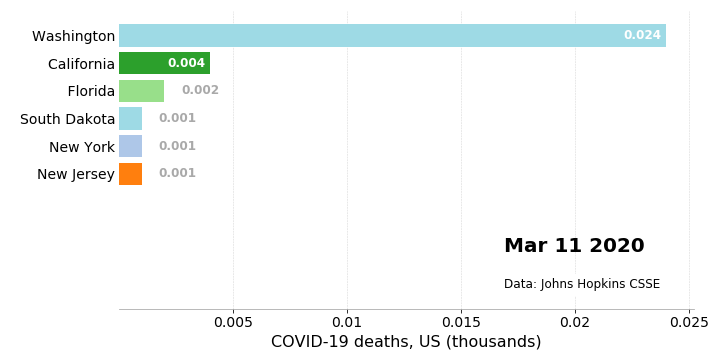 Washington 0.024
California 0.004
Florida 0.002
South Dakota 0.001
New York 0.001
New Jersey 0.001
Mar 11 2020
Data: Johns Hopkins CSSE
0.005 0.01 0.015 0.02 0.025
COVID-19 deaths, US (thousands)